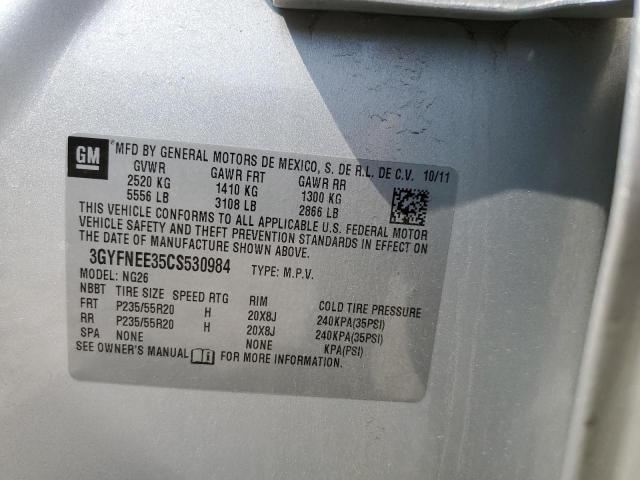 GM MFD BY GENERAL MOTORS DE MEXICO, S. DE R.L. DE C.V. 10/11
GVWR GAWR FRT GAWR RR
2520 KG 1410 KG 1300 KG
5556 LB 3108 LB 2866 LB
THIS VEHICLE CONFORMS TO ALL APPLICABLE U.S. FEDERAL MOTOR
VEHICLE SAFETY AND THEFT PREVENTION STANDARDS IN EFFECT ON
THE DATE OF MANUFACTURE SHOWN ABOVE.
3GYFNEE35CS530984 TYPE: M.P.V.
MODEL: NG26
NBBT TIRE SIZE SPEED RTG RIM COLD TIRE PRESSURE
FRT P235/55R20 H 20X8J 240KPA(35PSI)
RR P235/55R20 H 20X8J 240KPA(35PSI)
SPA NONE NONE KPA(PSI)
SEE OWNER'S MANUAL FOR MORE INFORMATION.